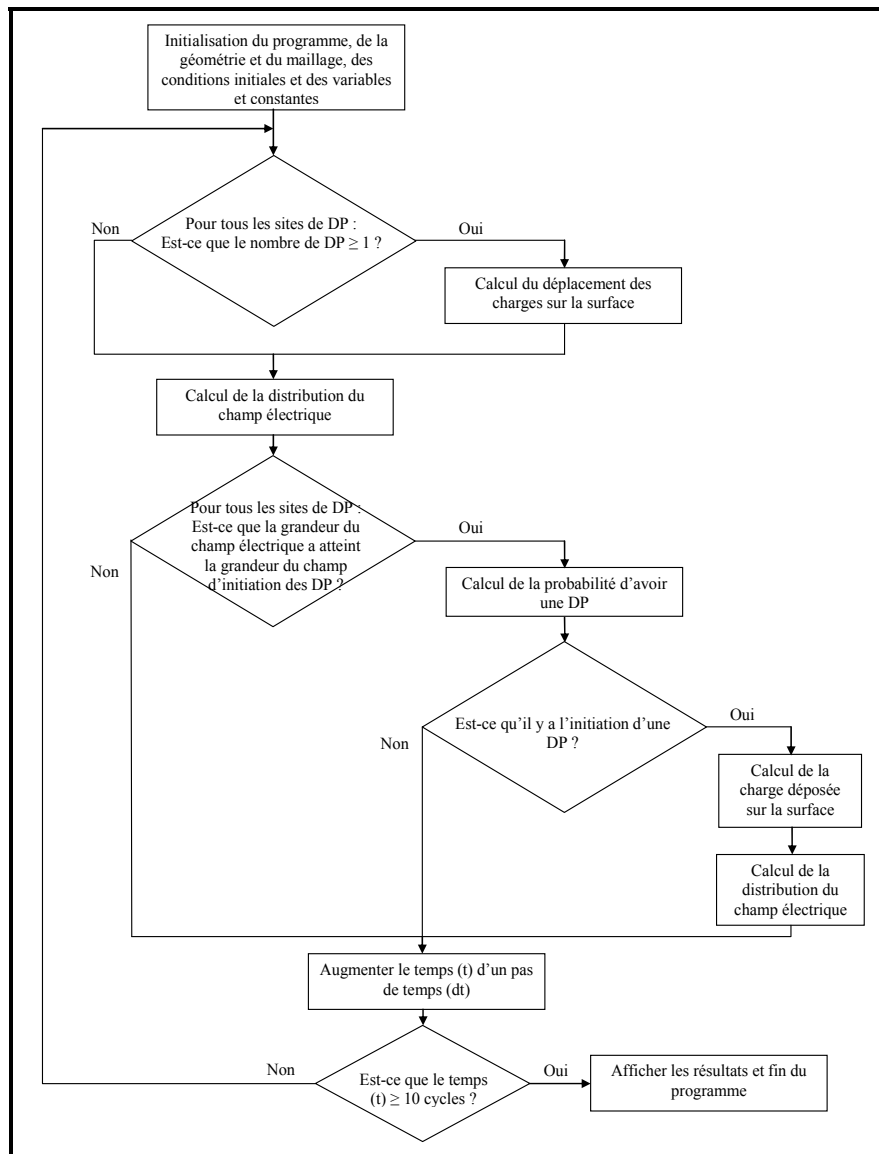 Initialisation du programme, de la
géométrie et du maillage, des
conditions initiales et des variables
et constantes
Non
Pour tous les sites de DP :
Est-ce que le nombre de DP ≥ 1 ?
Oui
Calcul du déplacement des
charges sur la surface
Calcul de la distribution du
champ électrique
Pour tous les sites de DP :
Est-ce que la grandeur du
champ électrique a atteint
la grandeur du champ
d’initiation des DP ?
Oui
Non
Calcul de la probabilité d’avoir
une DP
Est-ce qu’il y a l’initiation d’une
DP ?
Oui
Non
Calcul de la
charge déposée
sur la surface
Calcul de la
distribution du
champ électrique
Augmenter le temps (t) d’un pas
de temps (dt)
Non
Est-ce que le temps
(t) ≥ 10 cycles ?
Oui
Afficher les résultats et fin du
programme